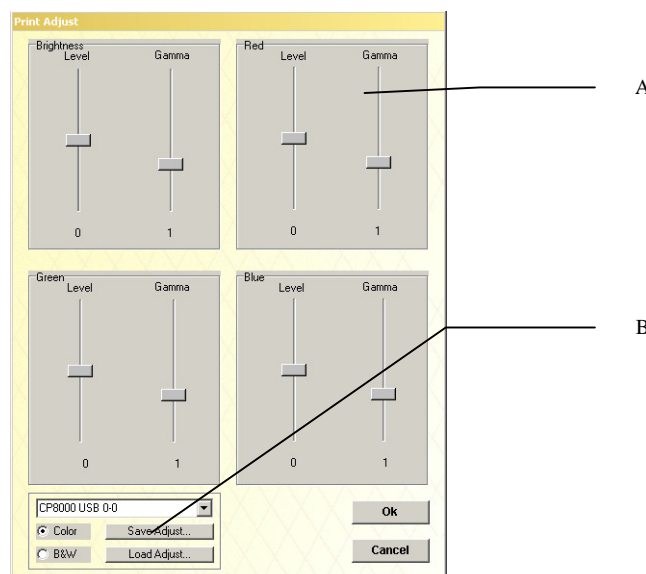 Print Adjust
Brightness
Level Gamma
0 1
Red
Level Gamma
0 1
A
Green
Level Gamma
0 1
Blue
Level Gamma
0 1
B
CP8000 USB 0-0
Color
Save Adjust...
B&W
Load Adjust...
Ok
Cancel